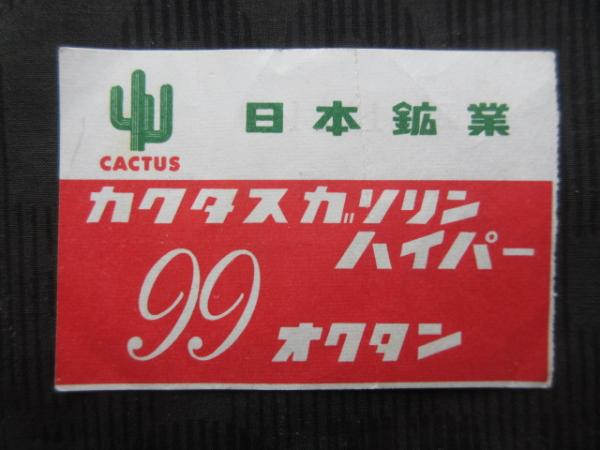 CACTUS
日本鉱業
カクタスガソリン
ハイパー
99 オクタン